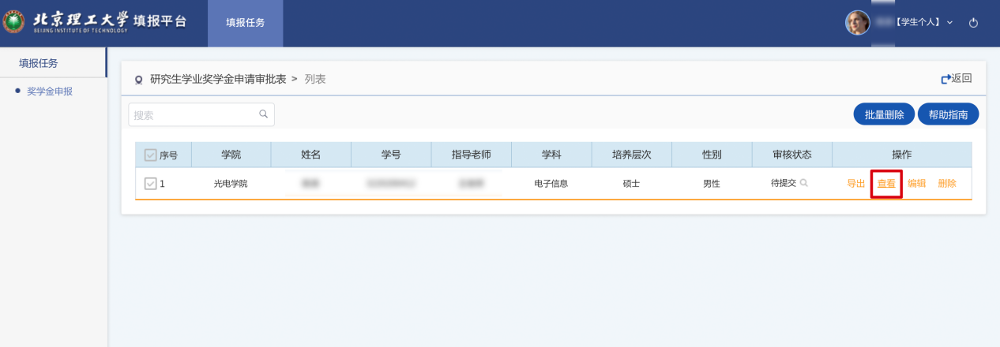 北京理工大学 填报平台 填报任务 【学生个人】
BEIJING INSTITUTE OF TECHNOLOGY
填报任务
奖学金申报
研究生学业奖学金申请审批表 > 列表 返回
搜索 批量删除 帮助指南
序号 学院 姓名 学号 指导老师 学科 培养层次 性别 审核状态 操作
1 光电学院 电子信息 硕士 男性 待提交 导出 查看 编辑 删除